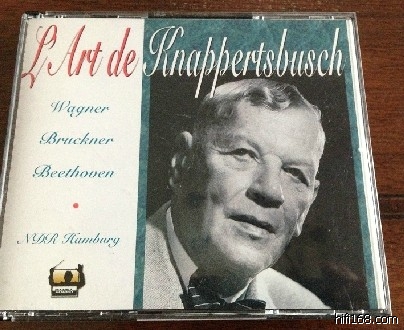 L'Art de Knappertsbusch
Wagner
Bruckner
Beethoven
NDR Hamburg
hifi168.com